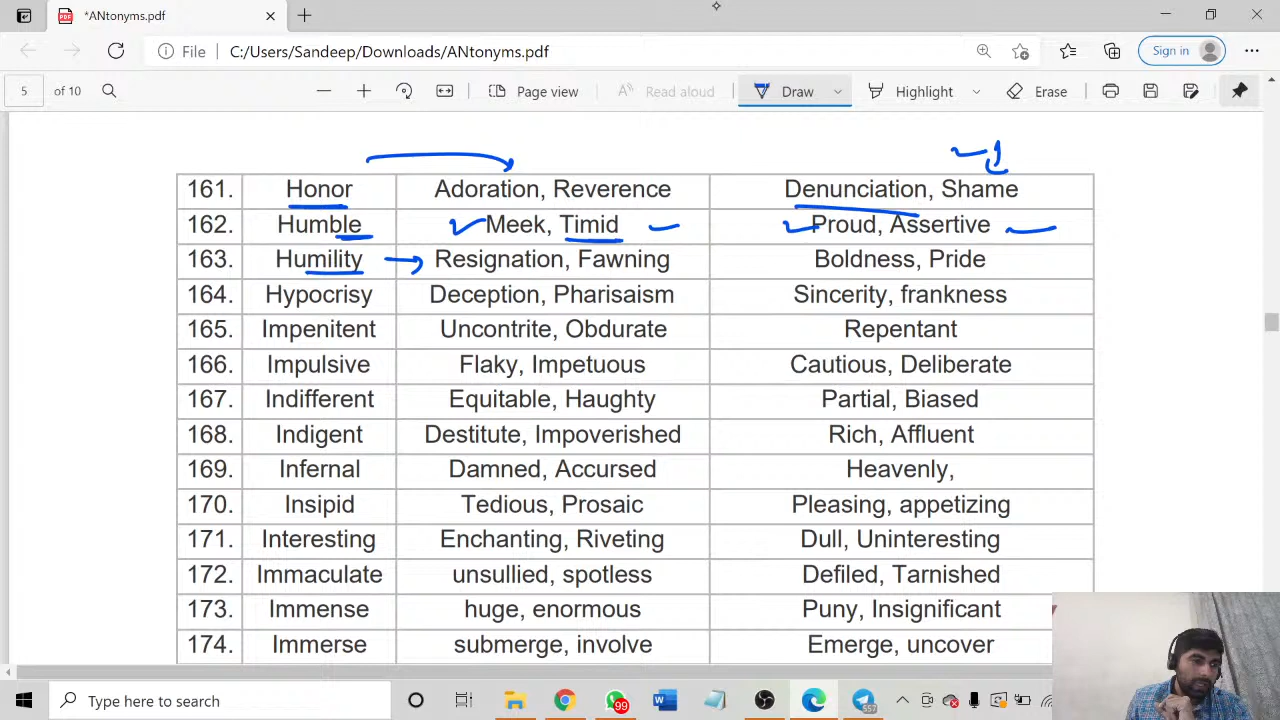 *ANtonyms.pdf
File C:/Users/Sandeep/Downloads/ANtonyms.pdf Sign in
5 of 10 Page view Read aloud Draw Highlight Erase
161. Honor Adoration, Reverence Denunciation, Shame
162. Humble Meek, Timid Proud, Assertive
163. Humility Resignation, Fawning Boldness, Pride
164. Hypocrisy Deception, Pharisaism Sincerity, frankness
165. Impenitent Uncontrite, Obdurate Repentant
166. Impulsive Flaky, Impetuous Cautious, Deliberate
167. Indifferent Equitable, Haughty Partial, Biased
168. Indigent Destitute, Impoverished Rich, Affluent
169. Infernal Damned, Accursed Heavenly,
170. Insipid Tedious, Prosaic Pleasing, appetizing
171. Interesting Enchanting, Riveting Dull, Uninteresting
172. Immaculate unsullied, spotless Defiled, Tarnished
173. Immense huge, enormous Puny, Insignificant
174. Immerse submerge, involve Emerge, uncover
Type here to search 99 557